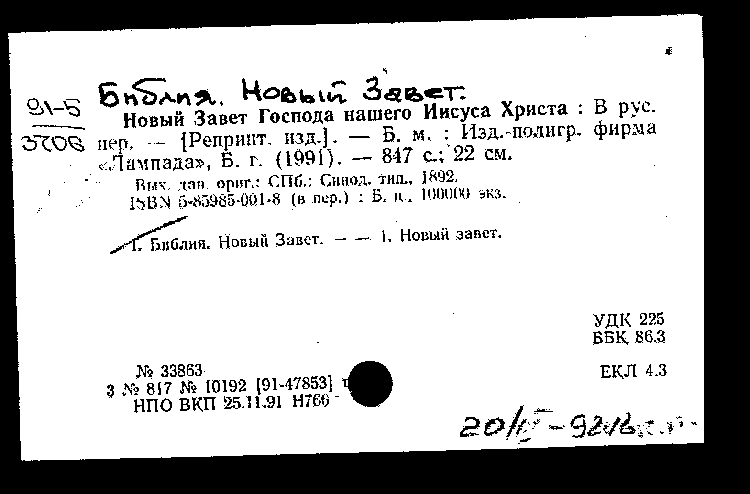 Библия. Новый Завет.
91-5
3706
Новый Завет Господа нашего Иисуса Христа : В рус.
пер. — [Репринт. изд.]. — Б. м. : Изд.-полигр. фирма
«Лампада», Б. г. (1991). — 847 с.; 22 см.
Вых. дан. ориг.: СПб.: Синод. тип., 1892.
ISBN 5-85985-001-8 (в пер.) : Б. ц., 100000 экз.
1. Библия. Новый Завет. — — 1. Новый завет.
УДК 225
ББК 86.3
№ 33863
ЕКЛ 4.3
3 № 817 № 10192 [91-47853]
НПО ВКП 25.11.91 Н766